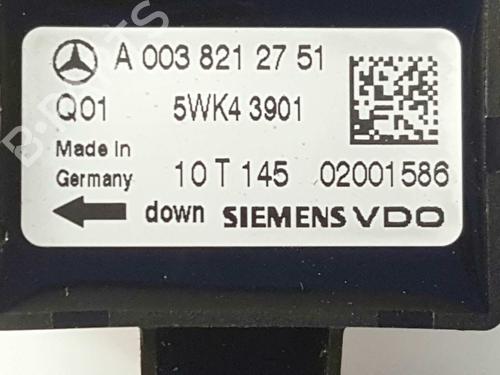 A 003 821 27 51
Q01 5WK4 3901
Made in
Germany 10 T 145 02001586
down SIEMENS VDO